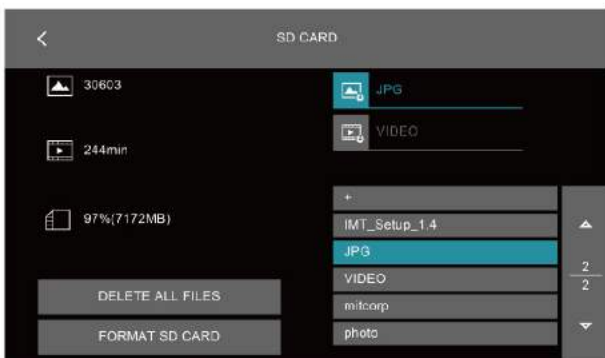 SD CARD
30603
244min
97%(7172MB)
DELETE ALL FILES
FORMAT SD CARD
JPG
VIDEO
+
IMT_Setup_1.4
JPG
VIDEO
mitcorp
photo
2
2